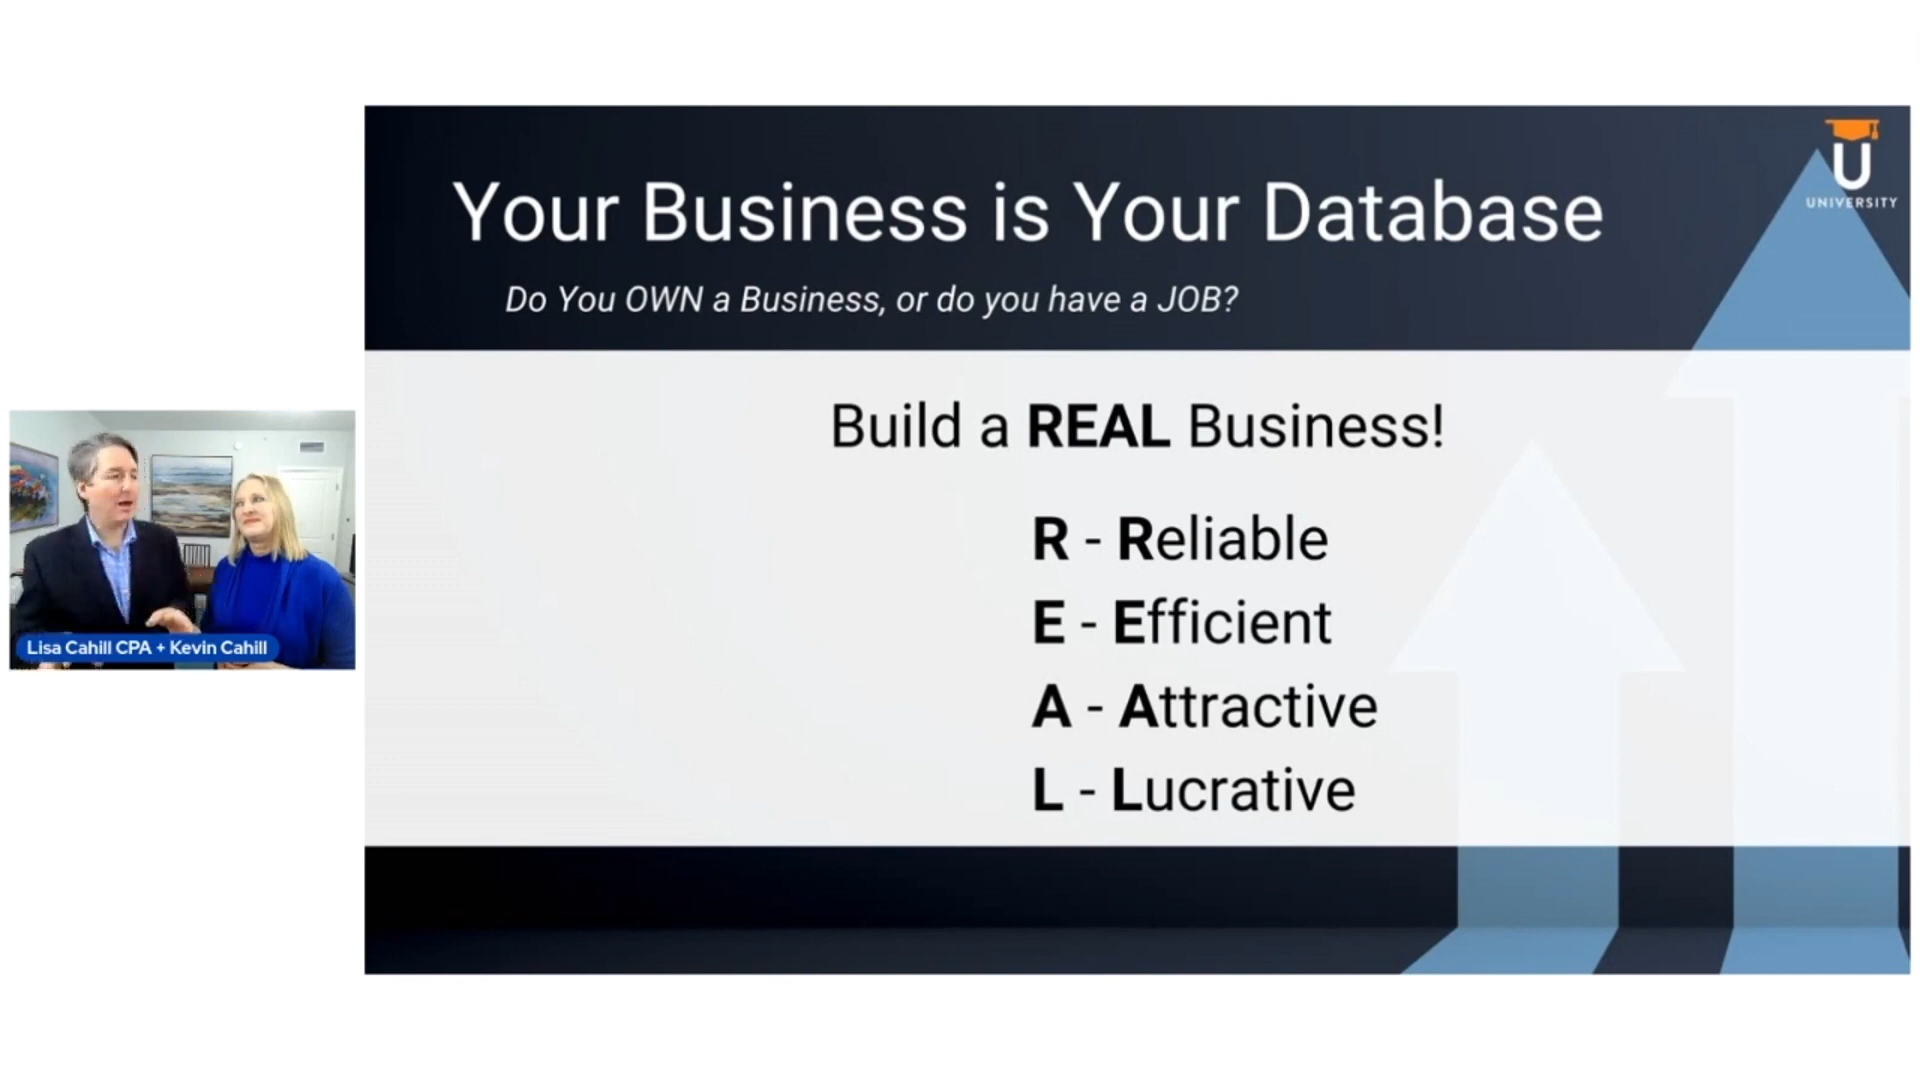 U
UNIVERSITY
Your Business is Your Database
Do You OWN a Business, or do you have a JOB?
Build a REAL Business!
R - Reliable
E - Efficient
A - Attractive
L - Lucrative
Lisa Cahill CPA + Kevin Cahill